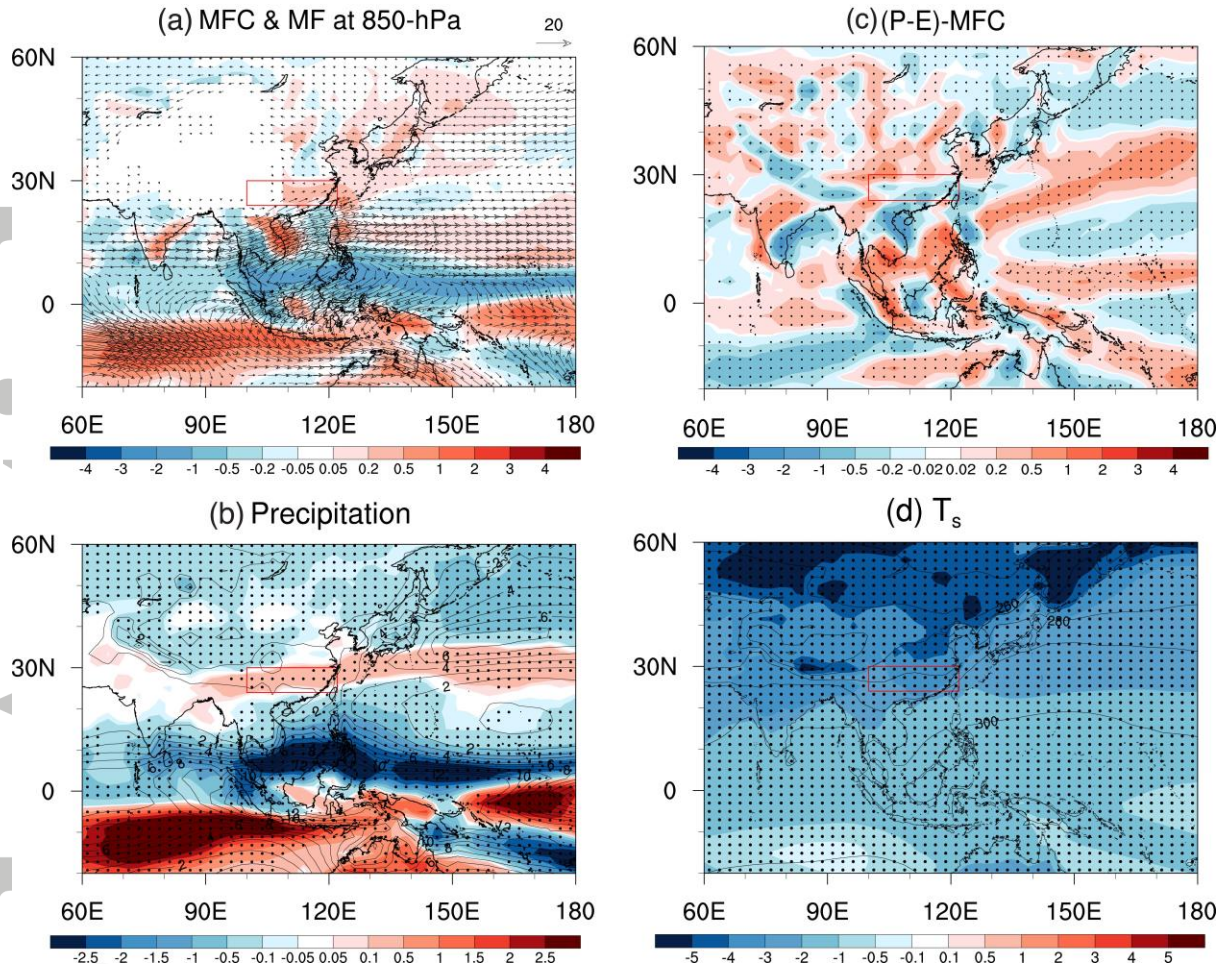 (a) MFC & MF at 850-hPa
20
60N
30N
0
60E 90E 120E 150E 180
-4 -3 -2 -1 -0.5 -0.2 -0.05 0.05 0.2 0.5 1 2 3 4
(c) (P-E)-MFC
60N
30N
0
60E 90E 120E 150E 180
-4 -3 -2 -1 -0.5 -0.2 -0.02 0.02 0.2 0.5 1 2 3 4
(b) Precipitation
60N
30N
0
60E 90E 120E 150E 180
-2.5 -2 -1.5 -1 -0.5 -0.1 -0.05 0.05 0.1 0.5 1 1.5 2 2.5
(d) Ts
60N
260
280
30N
300
0
60E 90E 120E 150E 180
-5 -4 -3 -2 -1 -0.5 -0.1 0.1 0.5 1 2 3 4 5